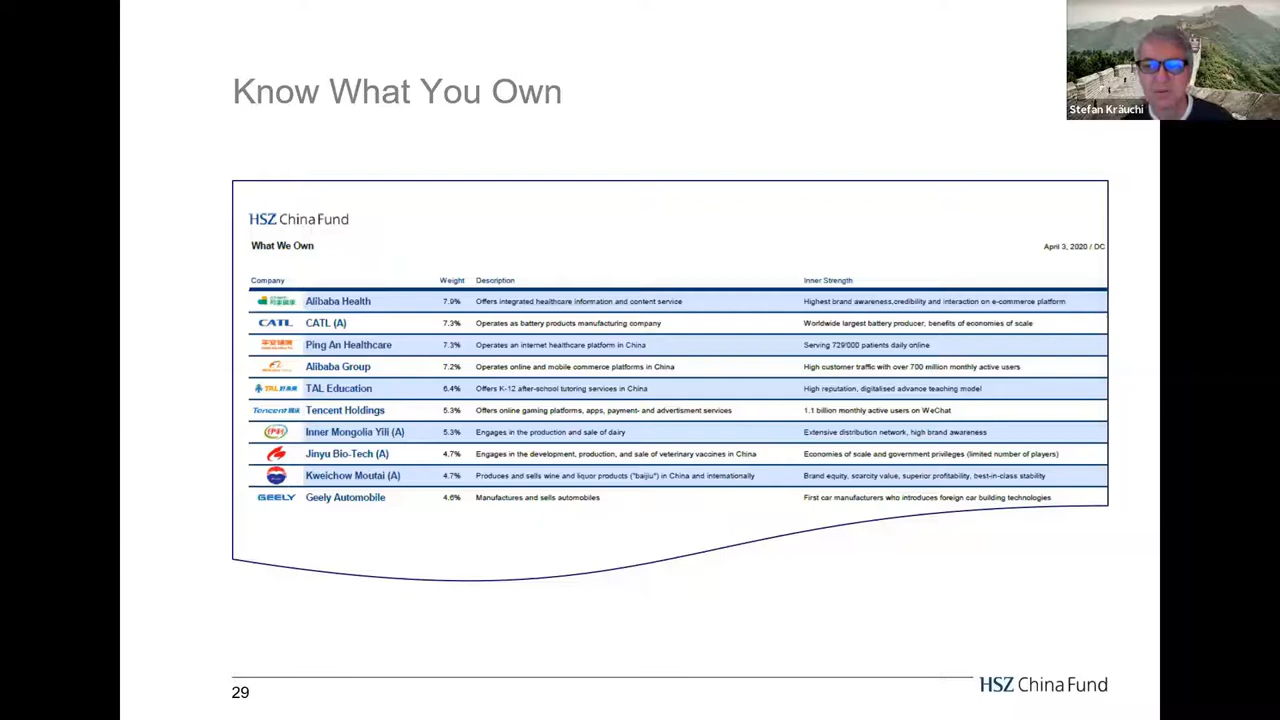 Stefan Kräuchi
Know What You Own
HSZ China Fund
What We Own
April 3, 2020 / DC
Company Weight Description Inner Strength
Alibaba Health 7.9% Offers integrated healthcare information and content service Highest brand awareness,credibility and interaction on e-commerce platform
CATL CATL (A) 7.3% Operates as battery products manufacturing company Worldwide largest battery producer, benefits of economies of scale
Ping An Healthcare 7.3% Operates an internet healthcare platform in China Serving 729'000 patients daily online
Alibaba Group 7.2% Operates online and mobile commerce platforms in China High customer traffic with over 700 million monthly active users
TAL 好未来 TAL Education 6.4% Offers K-12 after-school tutoring services in China High reputation, digitalised advance teaching model
Tencent 腾讯 Tencent Holdings 5.3% Offers online gaming platforms, apps, payment- and advertisment services 1.1 billion monthly active users on WeChat
伊利 Inner Mongolia Yili (A) 5.3% Engages in the production and sale of dairy Extensive distribution network, high brand awareness
Jinyu Bio-Tech (A) 4.7% Engages in the development, production, and sale of veterinary vaccines in China Economies of scale and government privileges (limited number of players)
Kweichow Moutai (A) 4.7% Produces and sells wine and liquor products ("baijiu") in China and internationally Brand equity, scarcity value, superior profitability, best-in-class stability
GEELY Geely Automobile 4.6% Manufactures and sells automobiles First car manufacturers who introduces foreign car building technologies
29
HSZ China Fund